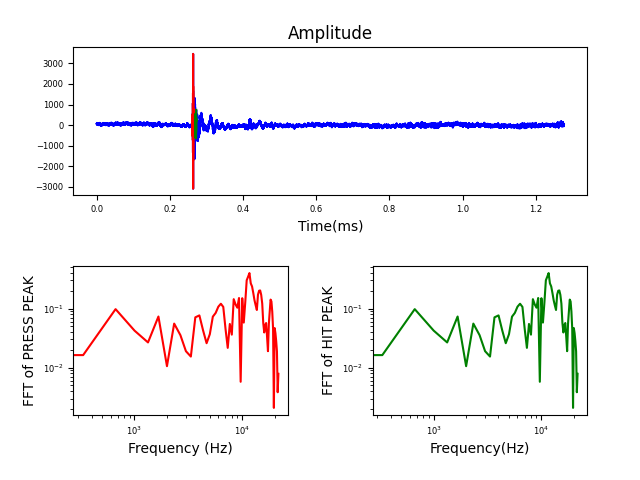 Amplitude
3000
2000
1000
0
−1000
−2000
−3000
0.0 0.2 0.4 0.6 0.8 1.0 1.2
Time(ms)
FFT of PRESS PEAK
10⁻¹
10⁻²
10³ 10⁴
Frequency (Hz)
FFT of HIT PEAK
10⁻¹
10⁻²
10³ 10⁴
Frequency(Hz)